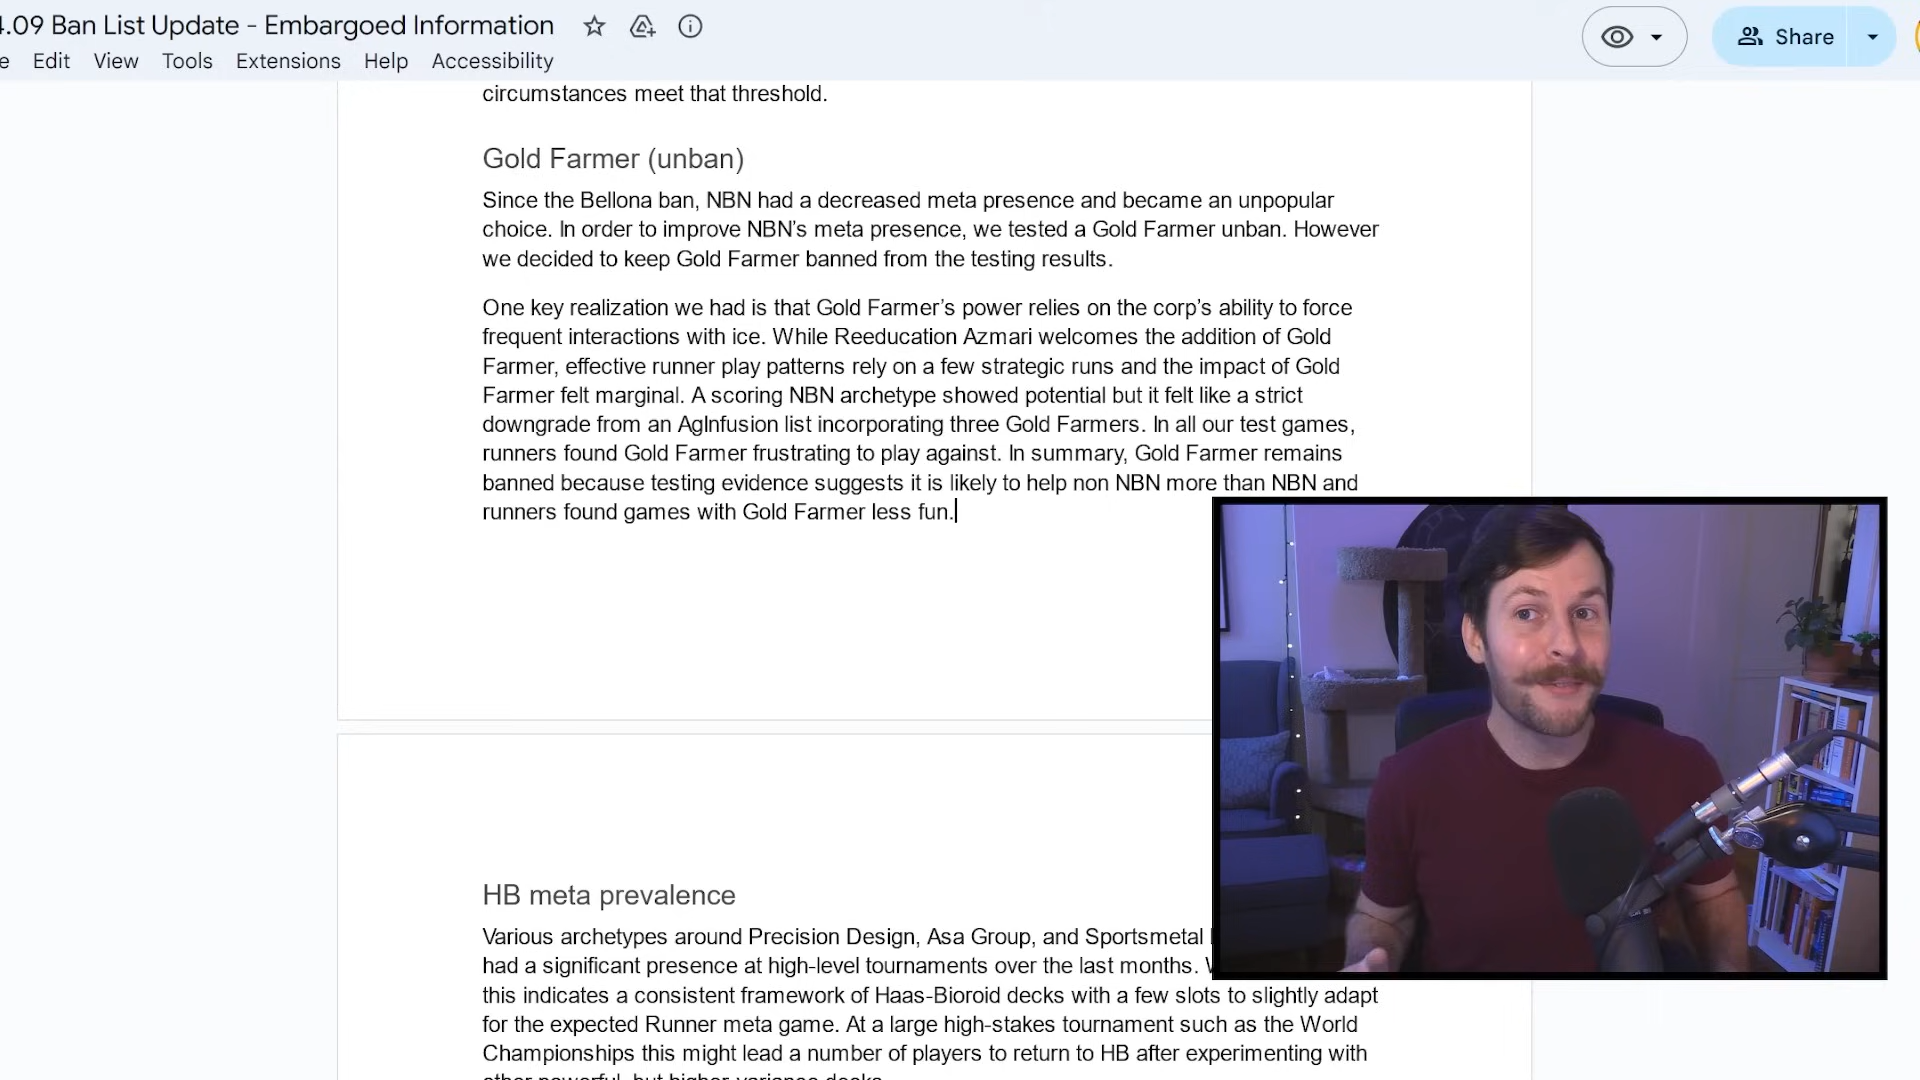 4.09 Ban List Update - Embargoed Information
Edit View Tools Extensions Help Accessibility
Share
circumstances meet that threshold.
Gold Farmer (unban)
Since the Bellona ban, NBN had a decreased meta presence and became an unpopular
choice. In order to improve NBN’s meta presence, we tested a Gold Farmer unban. However
we decided to keep Gold Farmer banned from the testing results.
One key realization we had is that Gold Farmer’s power relies on the corp’s ability to force
frequent interactions with ice. While Reeducation Azmari welcomes the addition of Gold
Farmer, effective runner play patterns rely on a few strategic runs and the impact of Gold
Farmer felt marginal. A scoring NBN archetype showed potential but it felt like a strict
downgrade from an AgInfusion list incorporating three Gold Farmers. In all our test games,
runners found Gold Farmer frustrating to play against. In summary, Gold Farmer remains
banned because testing evidence suggests it is likely to help non NBN more than NBN and
runners found games with Gold Farmer less fun.
HB meta prevalence
Various archetypes around Precision Design, Asa Group, and Sportsmetal
had a significant presence at high-level tournaments over the last months.
this indicates a consistent framework of Haas-Bioroid decks with a few slots to slightly adapt
for the expected Runner meta game. At a large high-stakes tournament such as the World
Championships this might lead a number of players to return to HB after experimenting with
other powerful, but higher-variance decks.